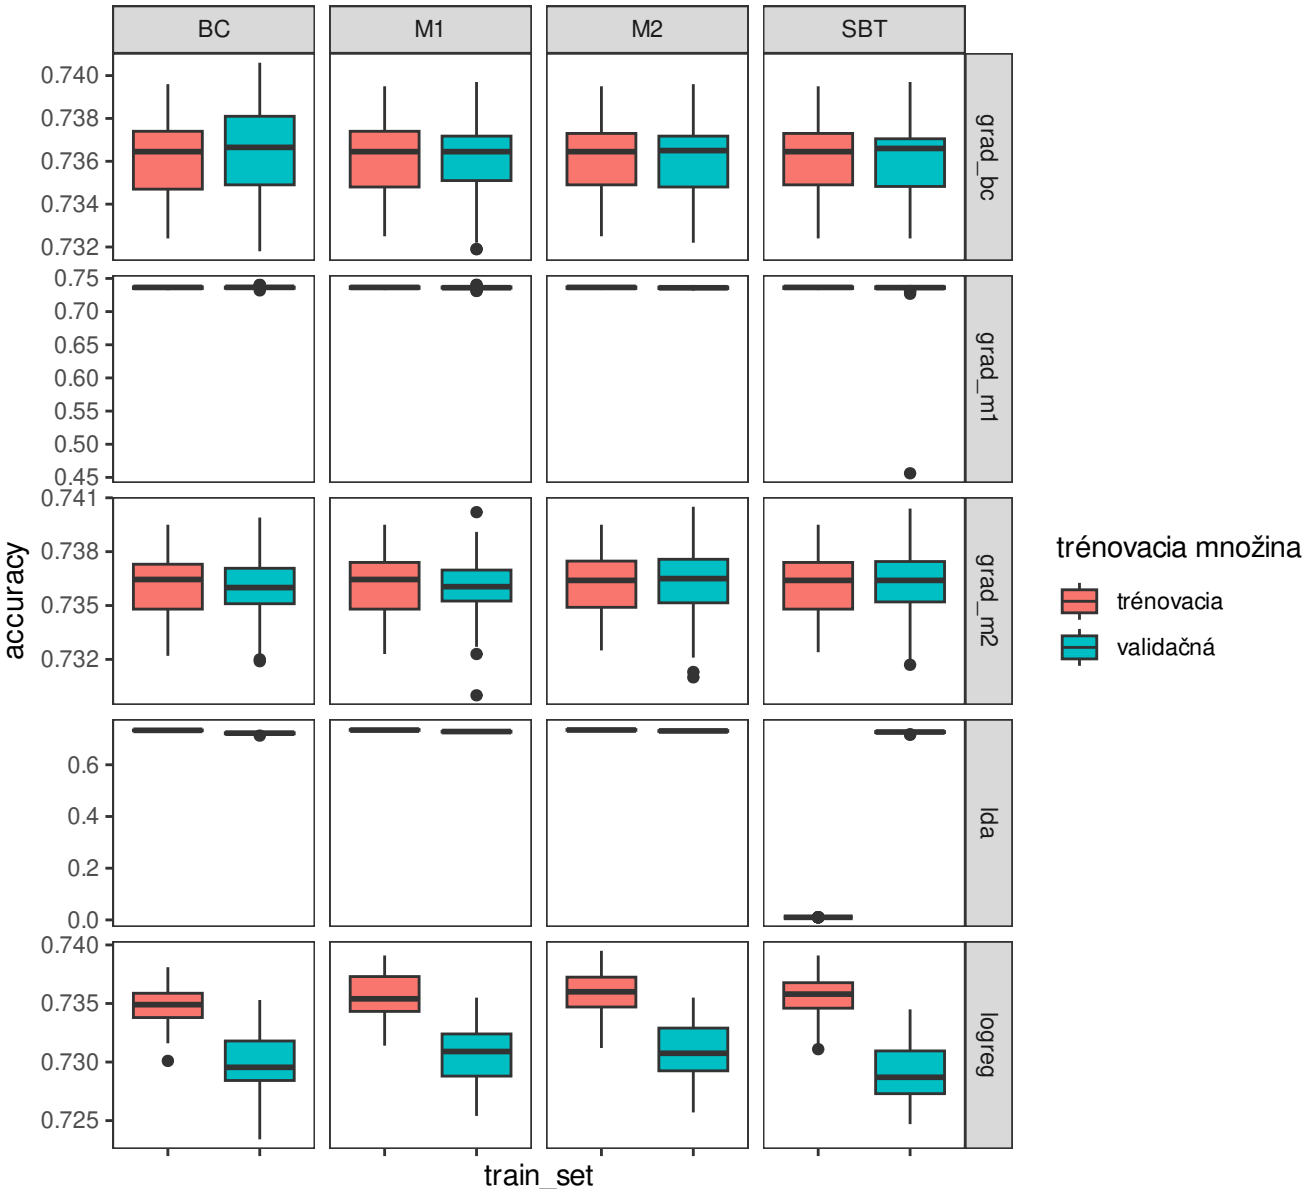 BC M1 M2 SBT
0.740
0.738
0.736
0.734
0.732
grad_bc
0.75
0.70
0.65
0.60
0.55
0.50
0.45
grad_m1
0.741
0.738
0.735
0.732
grad_m2
0.6
0.4
0.2
0.0
lda
0.740
0.735
0.730
0.725
logreg
accuracy
train_set
trénovacia množina
trénovacia
validačná